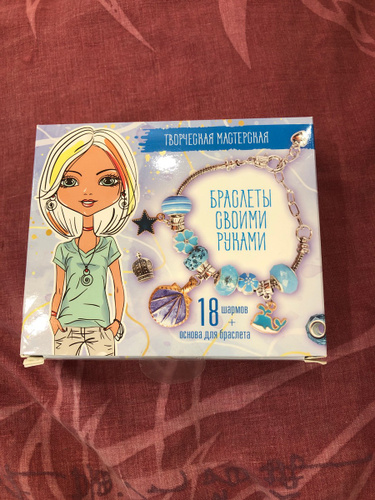 ТВОРЧЕСКАЯ МАСТЕРСКАЯ
БРАСЛЕТЫ
СВОИМИ
РУКАМИ
18 шармов +
основа для браслета